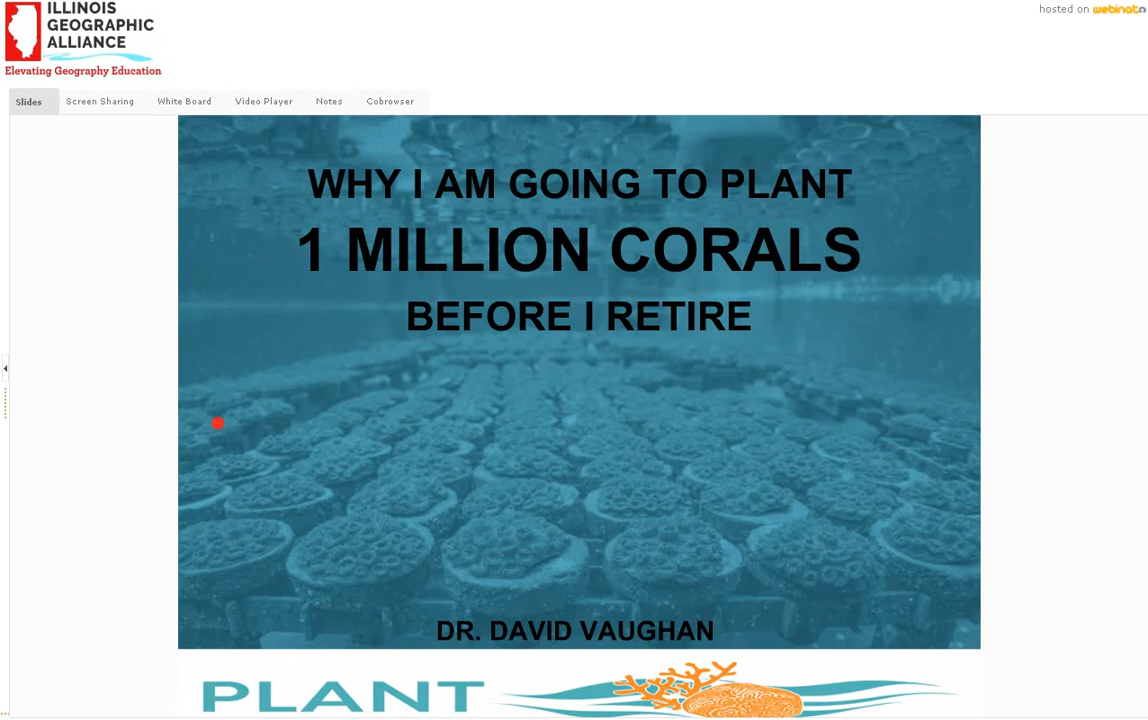 ILLINOIS
GEOGRAPHIC
ALLIANCE
Elevating Geography Education
hosted on webinato
Slides Screen Sharing White Board Video Player Notes Cobrowser
WHY I AM GOING TO PLANT
1 MILLION CORALS
BEFORE I RETIRE
DR. DAVID VAUGHAN
PLANT